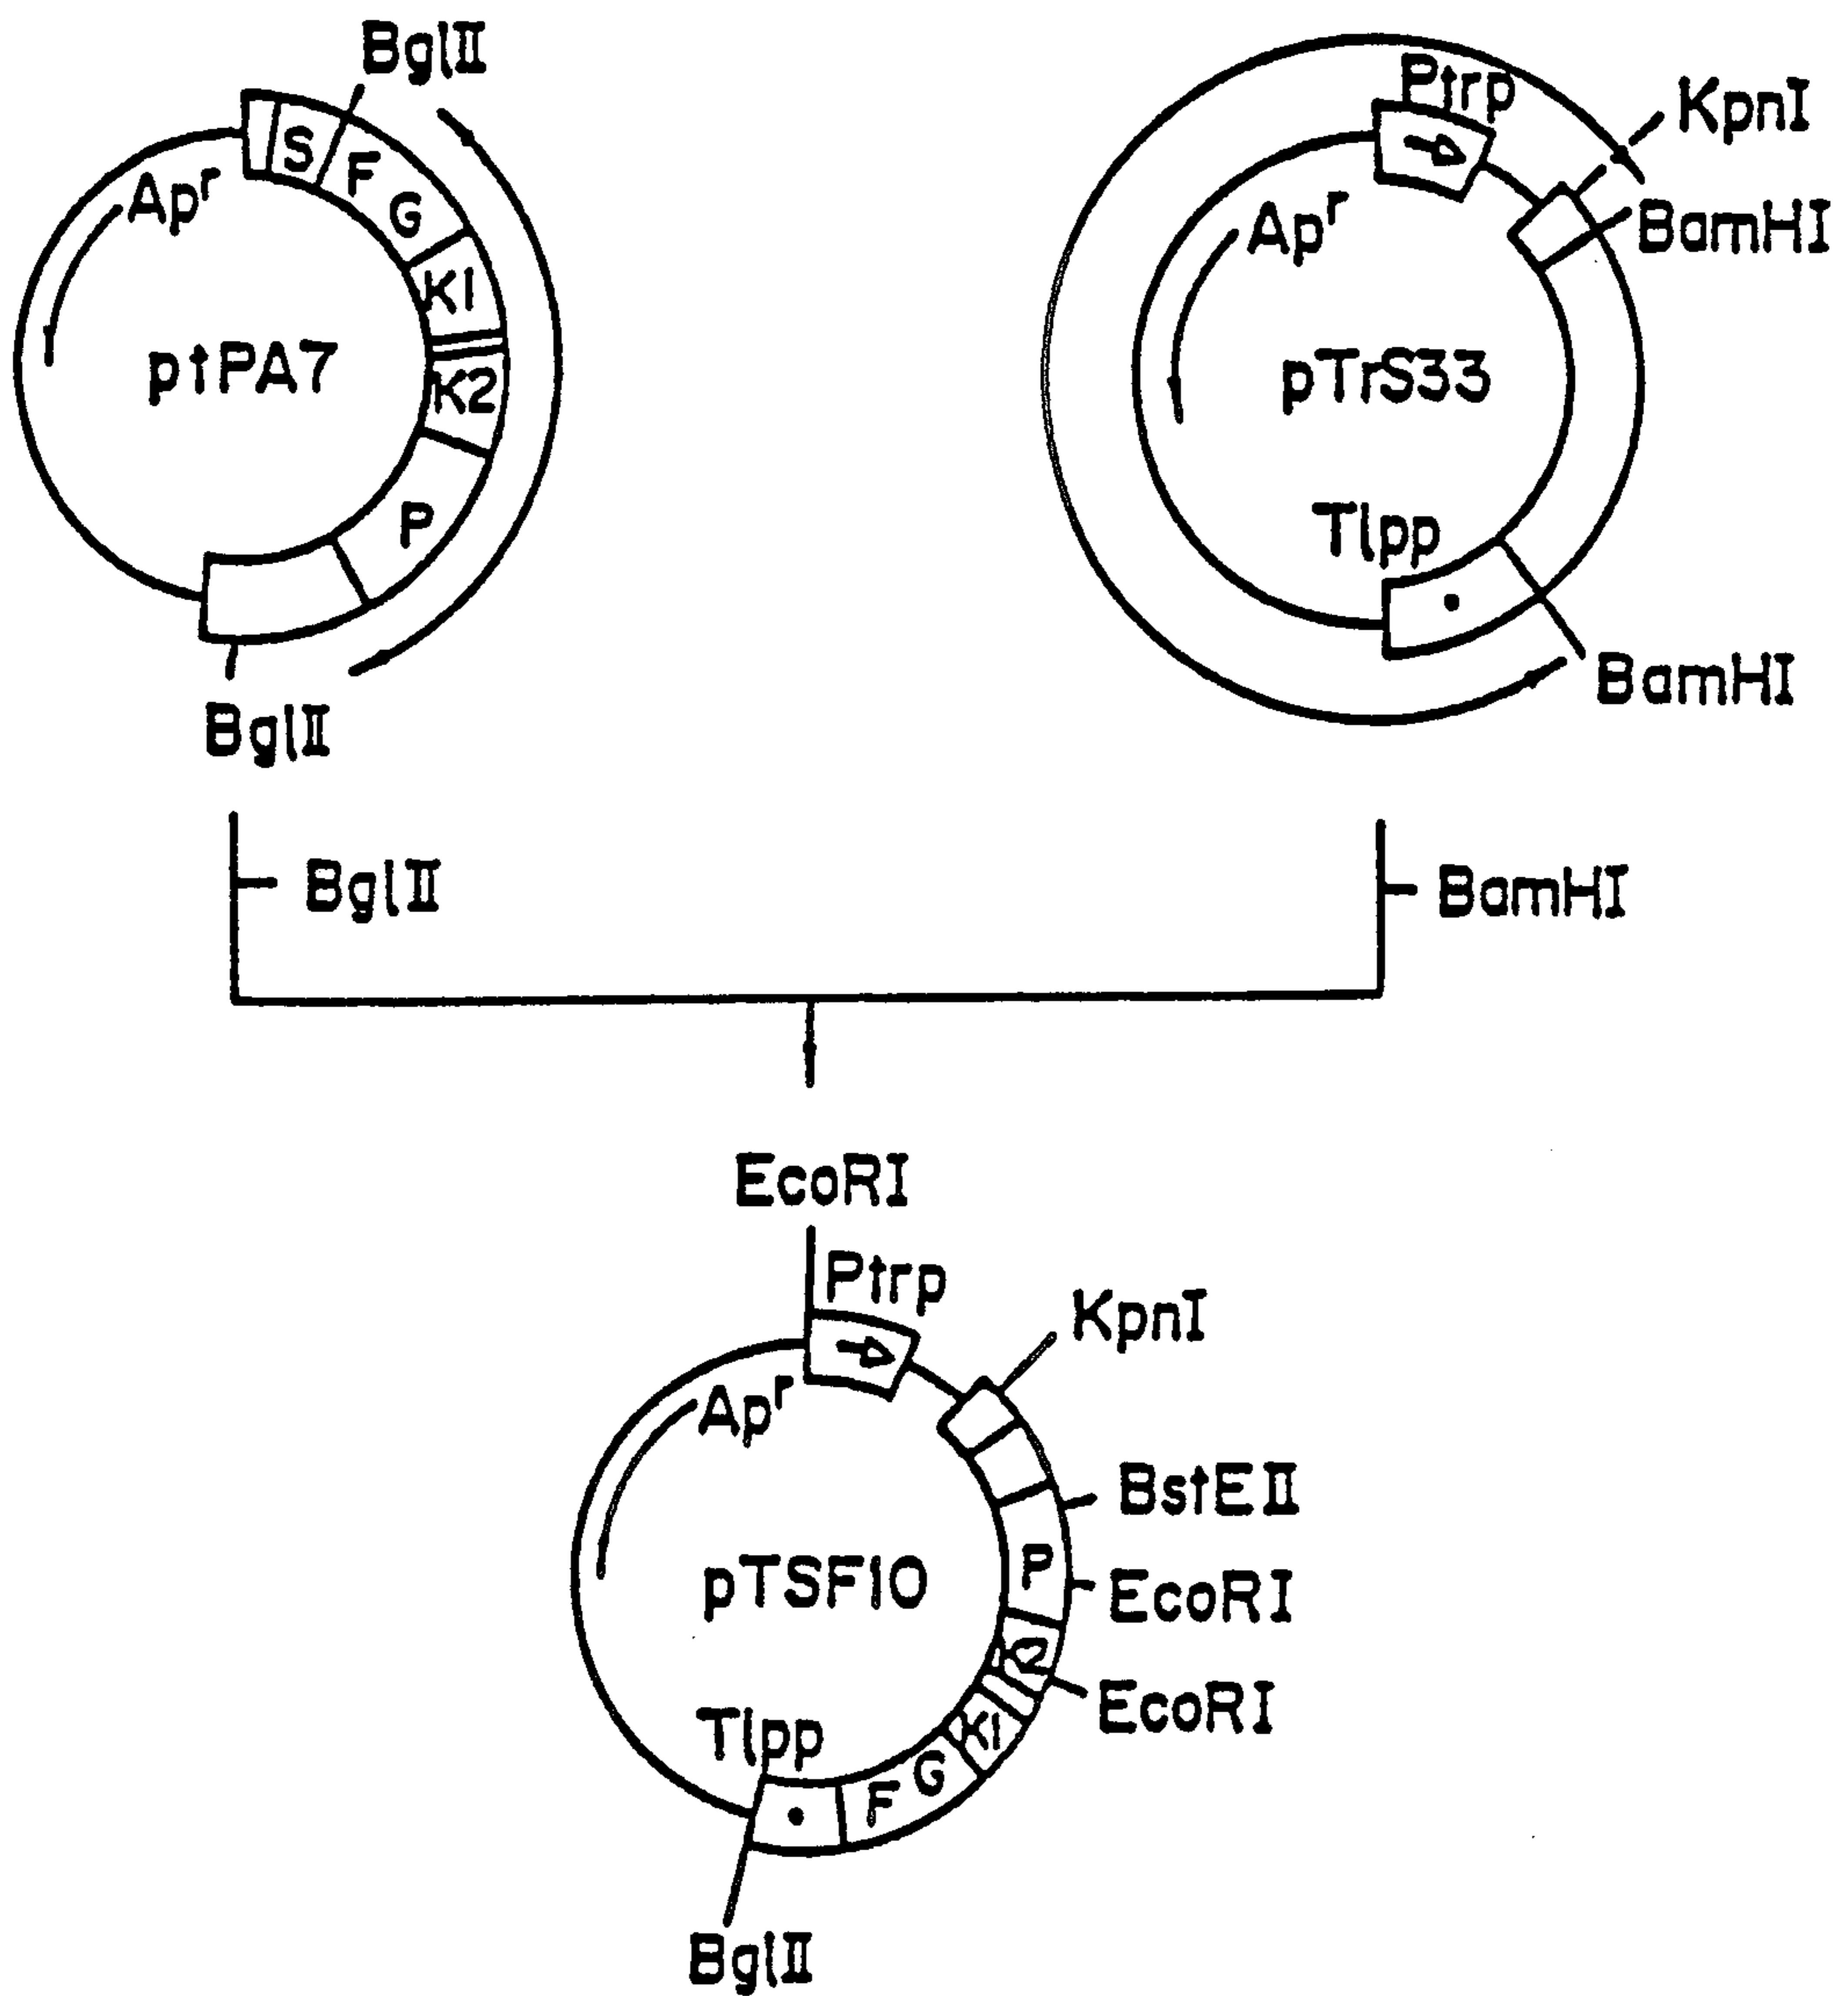 BglII
S
F
G
K1
K2
P
Apr
ptPA7
BglII
Ptrp
KpnI
BamHI
Apr
pTrS33
Tlpp
BamHI
BglII
BamHI
EcoRI
Ptrp
KpnI
Apr
BstEII
P
EcoRI
pTSF10
K2
EcoRI
K1
Tlpp
G
F
BglII